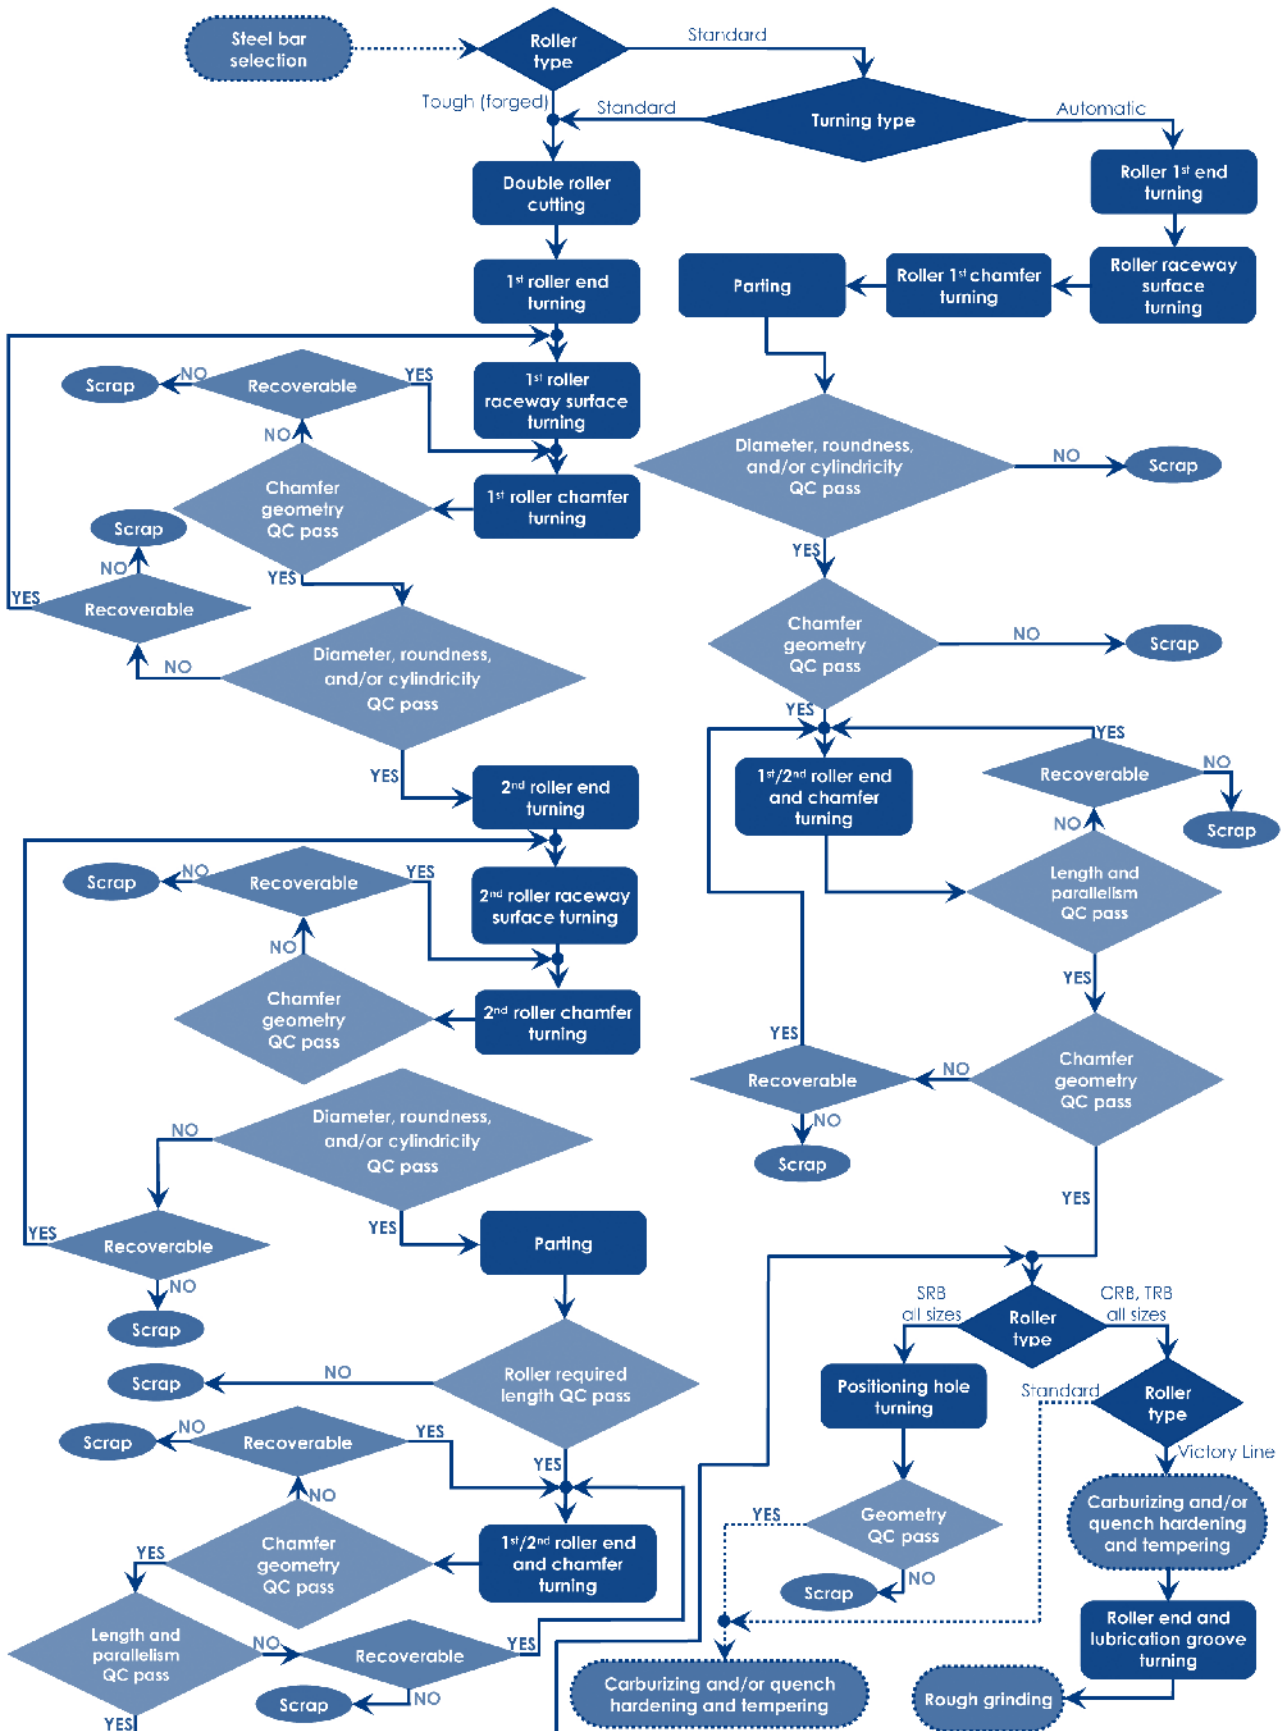 Steel bar
selection
Roller
type
Standard
Tough (forged)
Standard
Turning type
Automatic
Double roller
cutting
Roller 1st end
turning
1st roller end
turning
Parting
Roller 1st chamfer
turning
Roller raceway
surface
turning
Scrap
NO
Recoverable
YES
1st roller
raceway surface
turning
NO
Chamfer
geometry
QC pass
1st roller chamfer
turning
Diameter, roundness,
and/or cylindricity
QC pass
NO
Scrap
Scrap
NO
YES
Recoverable
YES
NO
Diameter, roundness,
and/or cylindricity
QC pass
YES
YES
Chamfer
geometry
QC pass
NO
Scrap
YES
2nd roller end
turning
1st/2nd roller end
and chamfer
turning
YES
Recoverable
NO
Scrap
NO
Length and
parallelism
QC pass
YES
Scrap
NO
Recoverable
YES
2nd roller raceway
surface turning
NO
Chamfer
geometry
QC pass
2nd roller chamfer
turning
YES
Recoverable
NO
Chamfer
geometry
QC pass
NO
Scrap
YES
Diameter, roundness,
and/or cylindricity
QC pass
NO
YES
YES
Recoverable
NO
Scrap
Parting
Scrap
NO
Roller required
length QC pass
YES
SRB
all sizes
Roller
type
CRB, TRB
all sizes
Positioning hole
turning
Standard
Roller
type
Victory Line
Scrap
NO
Recoverable
YES
NO
Chamfer
geometry
QC pass
1st/2nd roller end
and chamfer
turning
YES
YES
Geometry
QC pass
NO
Scrap
Carburizing and/or
quench hardening
and tempering
Length and
parallelism
QC pass
NO
Recoverable
YES
NO
Scrap
YES
Carburizing and/or quench
hardening and tempering
Roller end and
lubrication groove
turning
Rough grinding